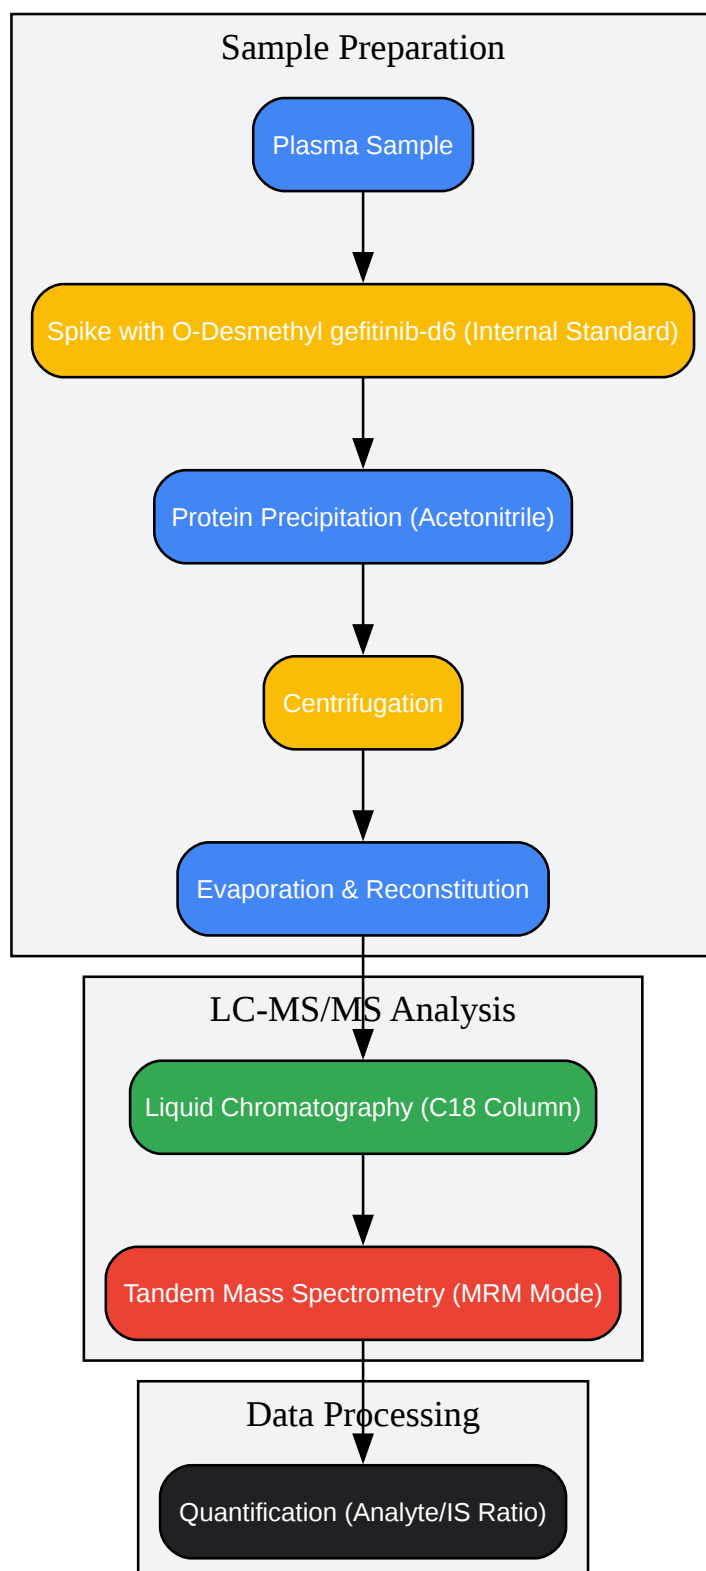 Sample Preparation
Plasma Sample
Spike with O-Desmethyl gefitinib-d6 (Internal Standard)
Protein Precipitation (Acetonitrile)
Centrifugation
Evaporation & Reconstitution
LC-MS/MS Analysis
Liquid Chromatography (C18 Column)
Tandem Mass Spectrometry (MRM Mode)
Data Processing
Quantification (Analyte/IS Ratio)